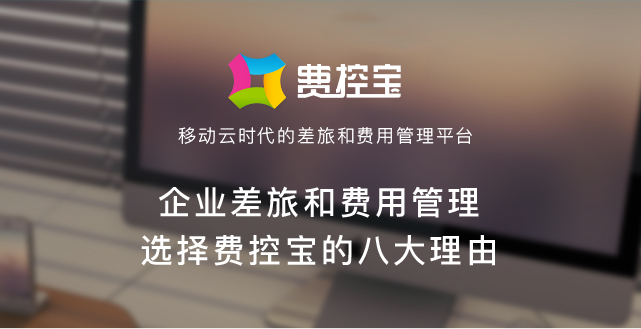 费控宝
移动云时代的差旅和费用管理平台
企业差旅和费用管理
选择费控宝的八大理由